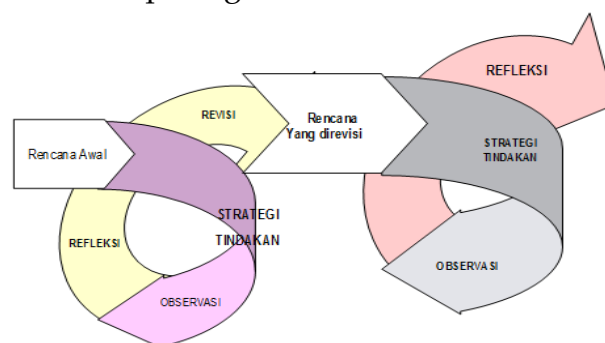 Rencana Awal
STRATEGI
TINDAKAN
OBSERVASI
REFLEKSI
REVISI
Rencana
Yang direvisi
STRATEGI
TINDAKAN
OBSERVASI
REFLEKSI